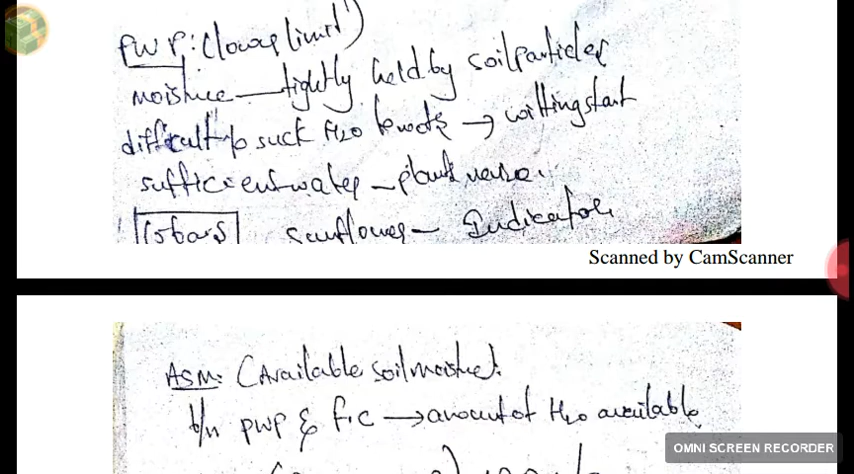 PWP: (lower limit)
moisture — tightly held by soil particles
difficult to suck H2O by roots → wilting start
sufficient water — plant
15 bars sunflower — Indicator
Scanned by CamScanner
ASM: (Available soil moisture).
b/n PWP & F.C → amount of H2O available
OMNI SCREEN RECORDER